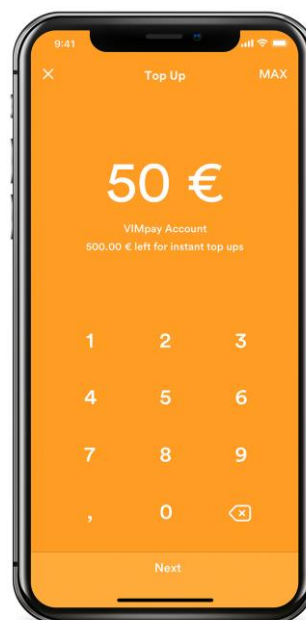 9:41
Top Up
MAX
50 €
VIMpay Account
500.00 € left for instant top ups
1 2 3
4 5 6
7 8 9
, 0
Next